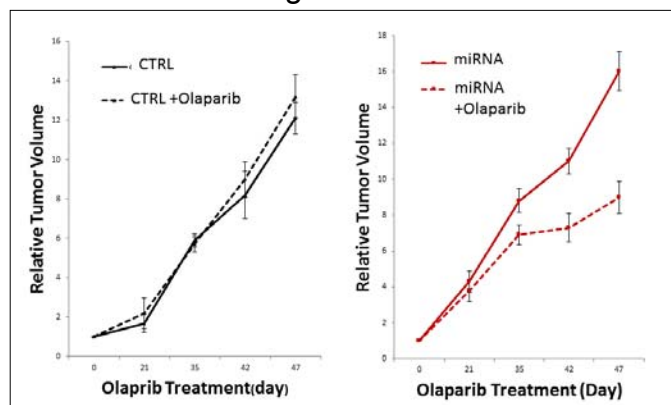 CTRL
CTRL +Olaparib
Relative Tumor Volume
16
14
12
10
8
6
4
2
0
0 21 35 42 47
Olaprib Treatment(day)
miRNA
miRNA
+Olaparib
Relative Tumor Volume
18
16
14
12
10
8
6
4
2
0
0 21 35 42 47
Olaparib Treatment (Day)